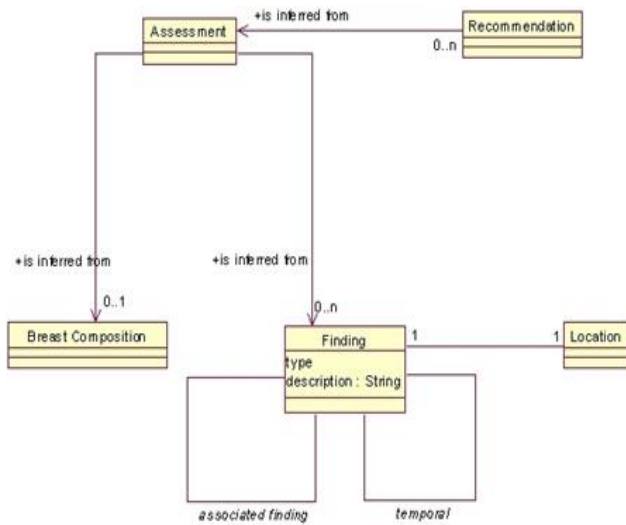 +is inferred from
Assessment
Recommendation
0..n
+is inferred from
+is inferred from
0..1
0..n
Breast Composition
Finding
1
1
Location
type
description : String
associated finding
temporal